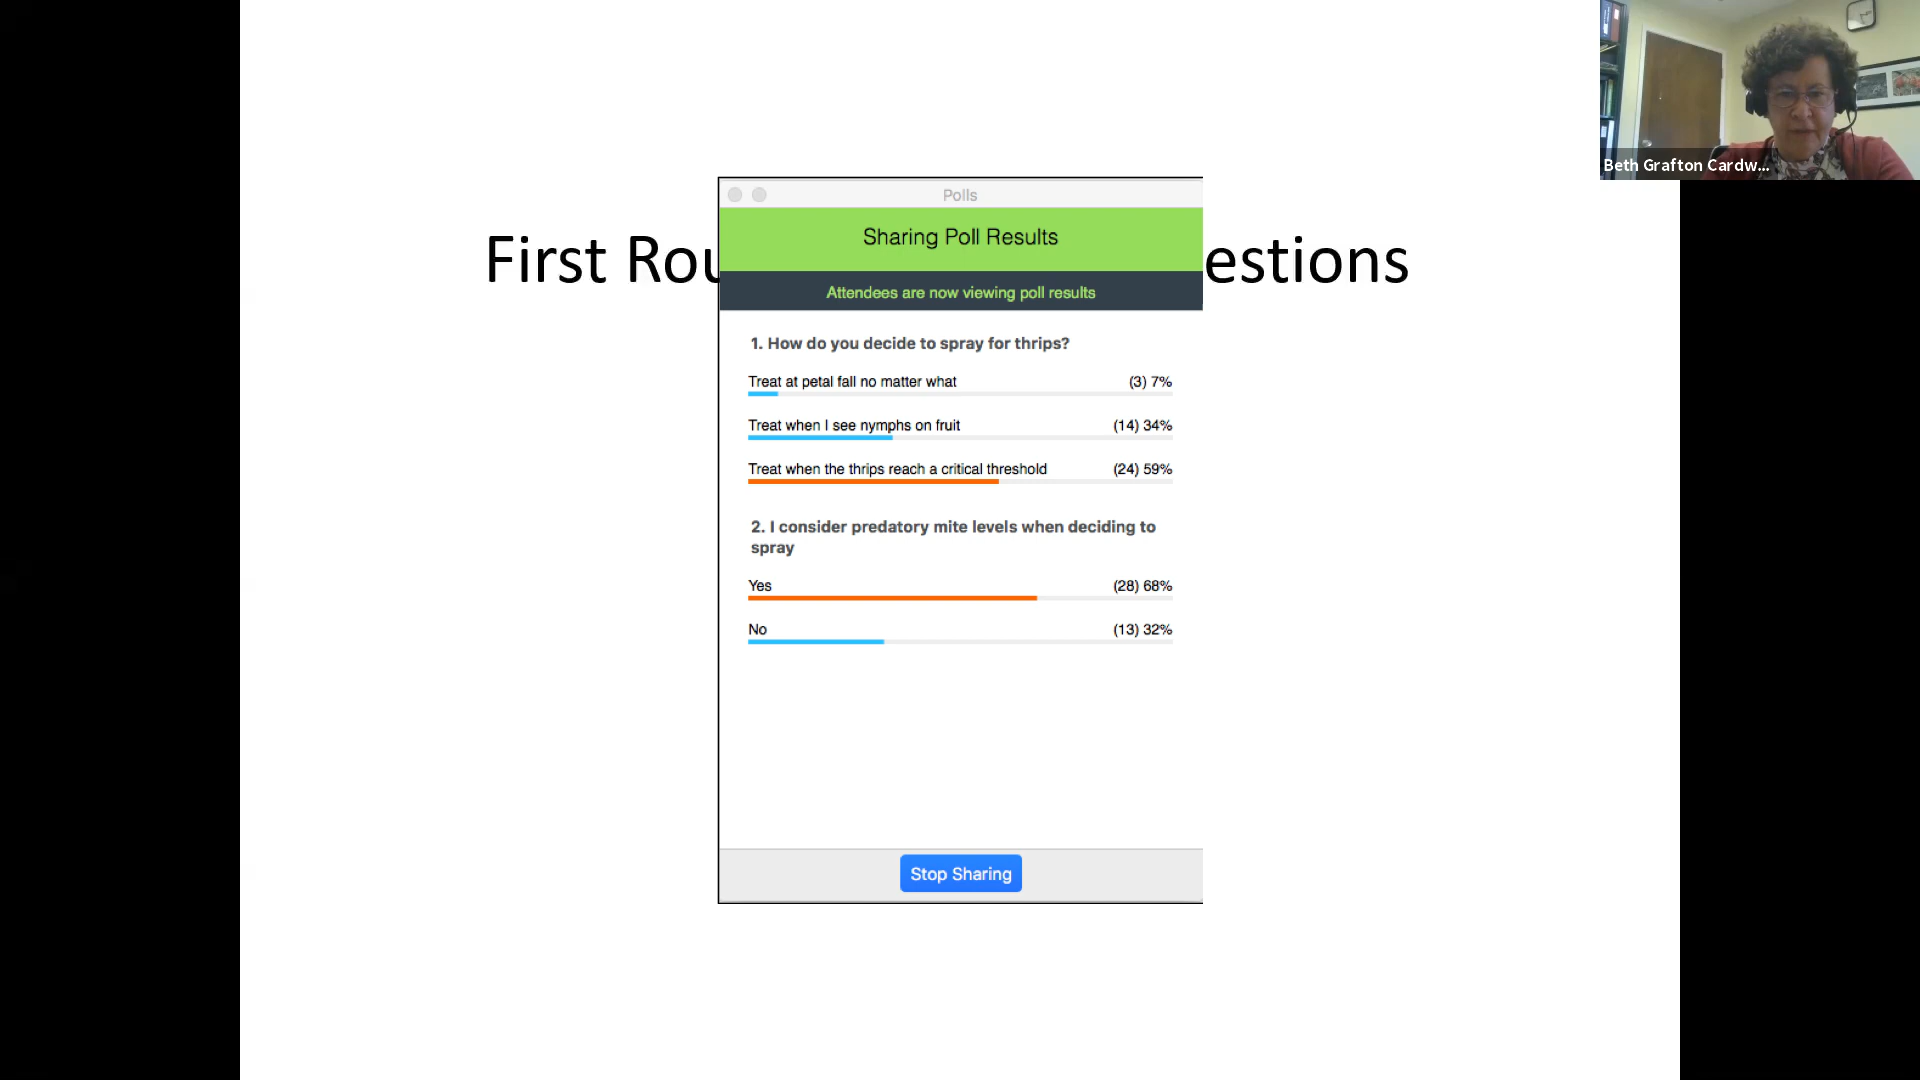 Polls
Sharing Poll Results
First Rou estions
Attendees are now viewing poll results
1. How do you decide to spray for thrips?
Treat at petal fall no matter what (3) 7%
Treat when I see nymphs on fruit (14) 34%
Treat when the thrips reach a critical threshold (24) 59%
2. I consider predatory mite levels when deciding to
spray
Yes (28) 68%
No (13) 32%
Stop Sharing
Beth Grafton Cardw...